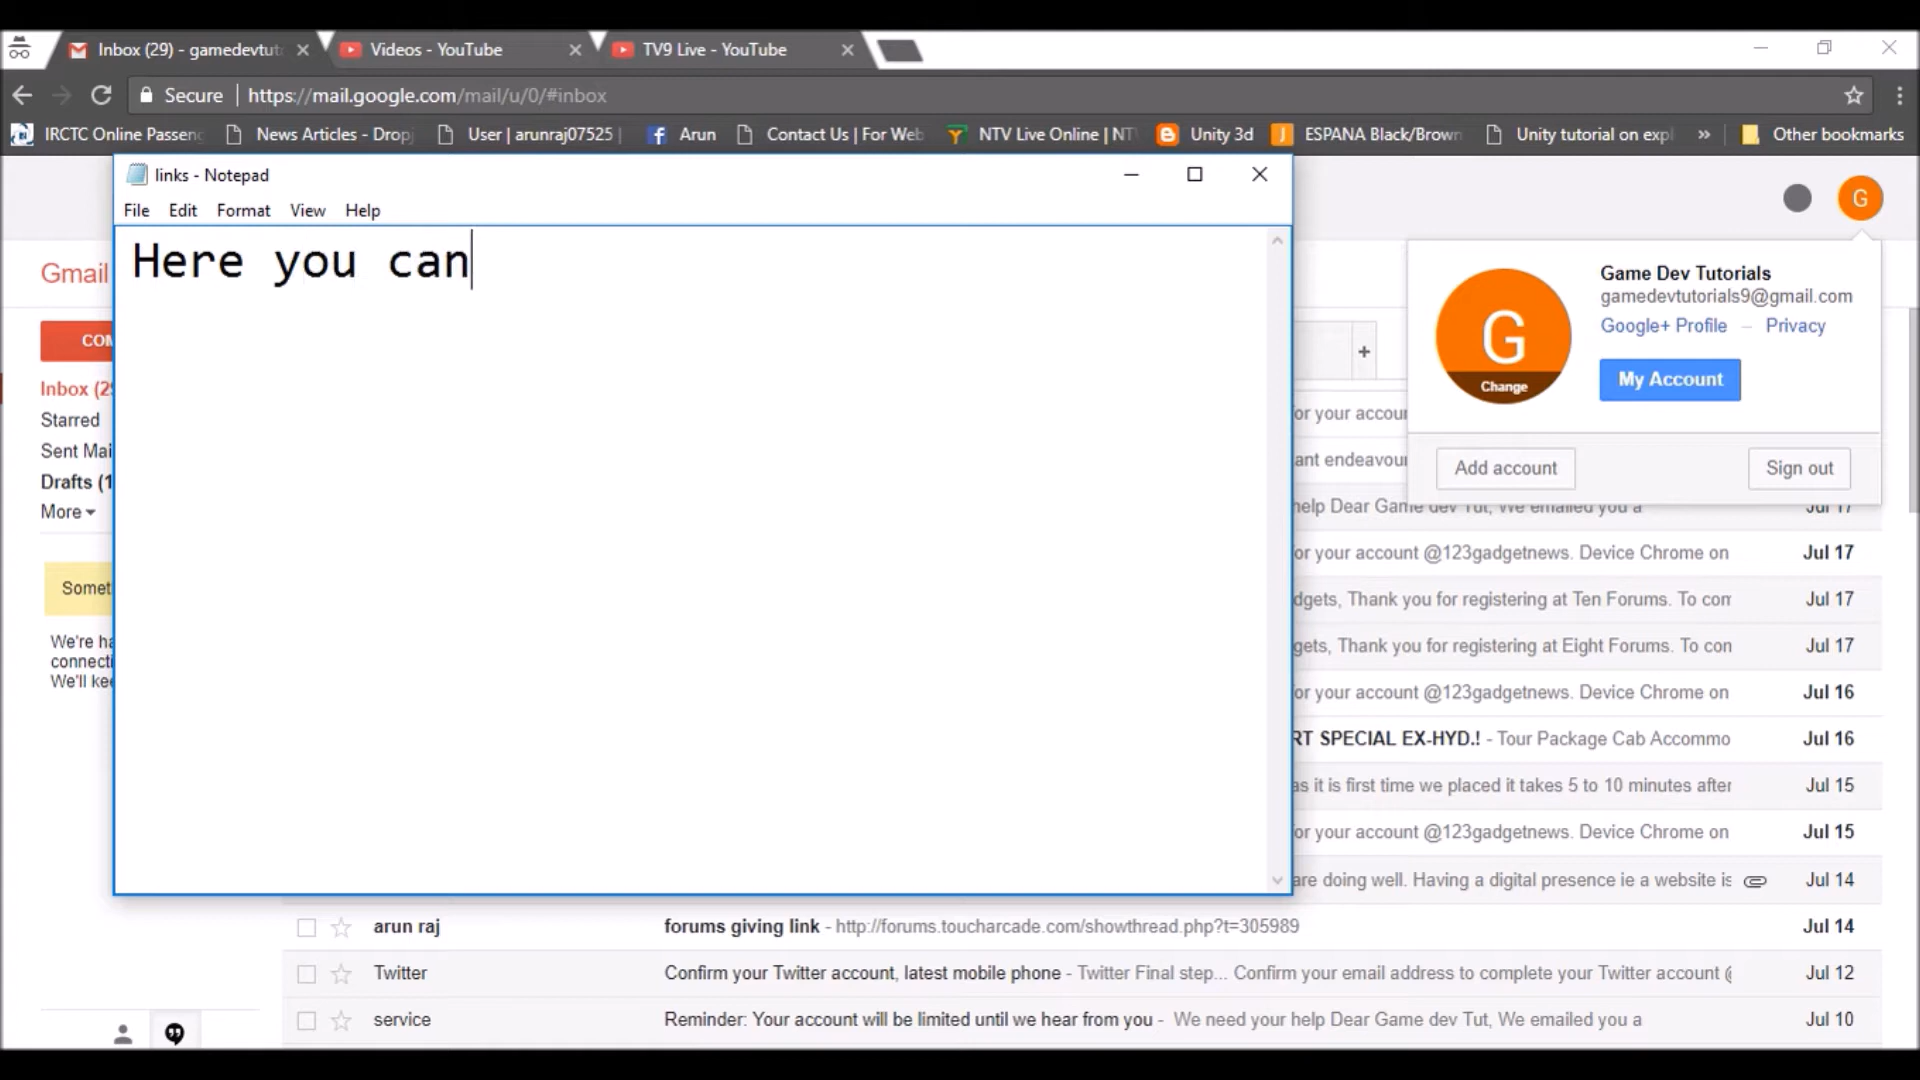 Inbox (29) - gamedevtut
Videos - YouTube
TV9 Live - YouTube
Secure
https://mail.google.com/mail/u/0/#inbox
IRCTC Online Passen
News Articles - Drop
User | arunraj07525 |
Arun
Contact Us | For Web
NTV Live Online | NT
Unity 3d
ESPANA Black/Brown
Unity tutorial on expl
»
Other bookmarks
links - Notepad
File Edit Format View Help
Here you can
G
Gmail
COM
Inbox (29
Starred
Sent Mai
Drafts (1
More
Somet
We're ha
connecti
We'll kee
G
Change
Game Dev Tutorials
gamedevtutorials9@gmail.com
Google+ Profile – Privacy
My Account
Add account
Sign out
+
or your accou
ant endeavour
help Dear Game dev Tut, We emailed you a Jul 17
or your account @123gadgetnews. Device Chrome on Jul 17
dgets, Thank you for registering at Ten Forums. To com Jul 17
gets, Thank you for registering at Eight Forums. To con Jul 17
or your account @123gadgetnews. Device Chrome on Jul 16
RT SPECIAL EX-HYD.! - Tour Package Cab Accommo Jul 16
as it is first time we placed it takes 5 to 10 minutes after Jul 15
or your account @123gadgetnews. Device Chrome on Jul 15
are doing well. Having a digital presence ie a website is Jul 14
arun raj forums giving link - http://forums.toucharcade.com/showthread.php?t=305989 Jul 14
Twitter Confirm your Twitter account, latest mobile phone - Twitter Final step... Confirm your email address to complete your Twitter account @ Jul 12
service Reminder: Your account will be limited until we hear from you - We need your help Dear Game dev Tut, We emailed you a Jul 10